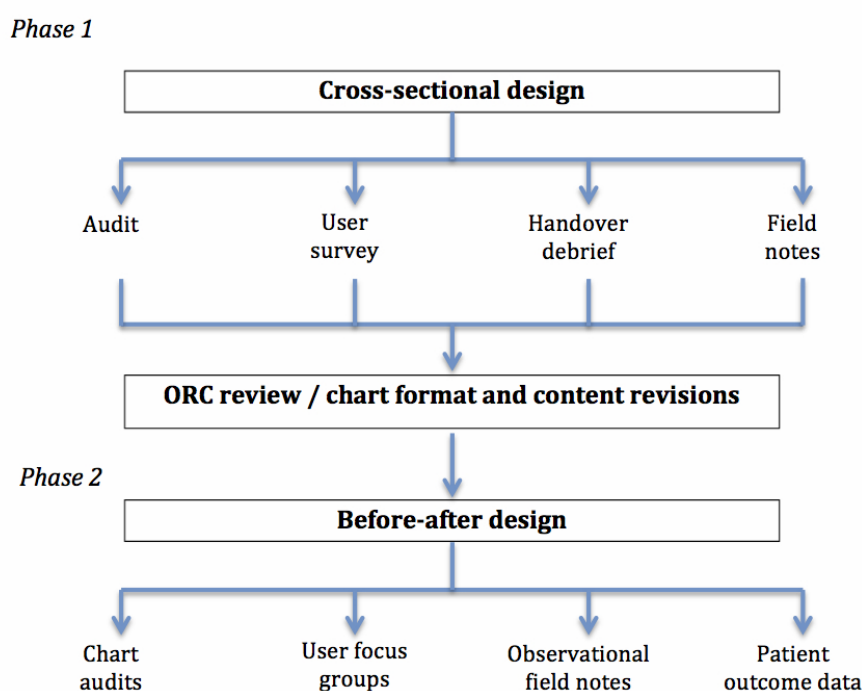 Phase 1
Cross-sectional design
Audit
User
survey
Handover
debrief
Field
notes
ORC review / chart format and content revisions
Phase 2
Before-after design
Chart
audits
User focus
groups
Observational
field notes
Patient
outcome data